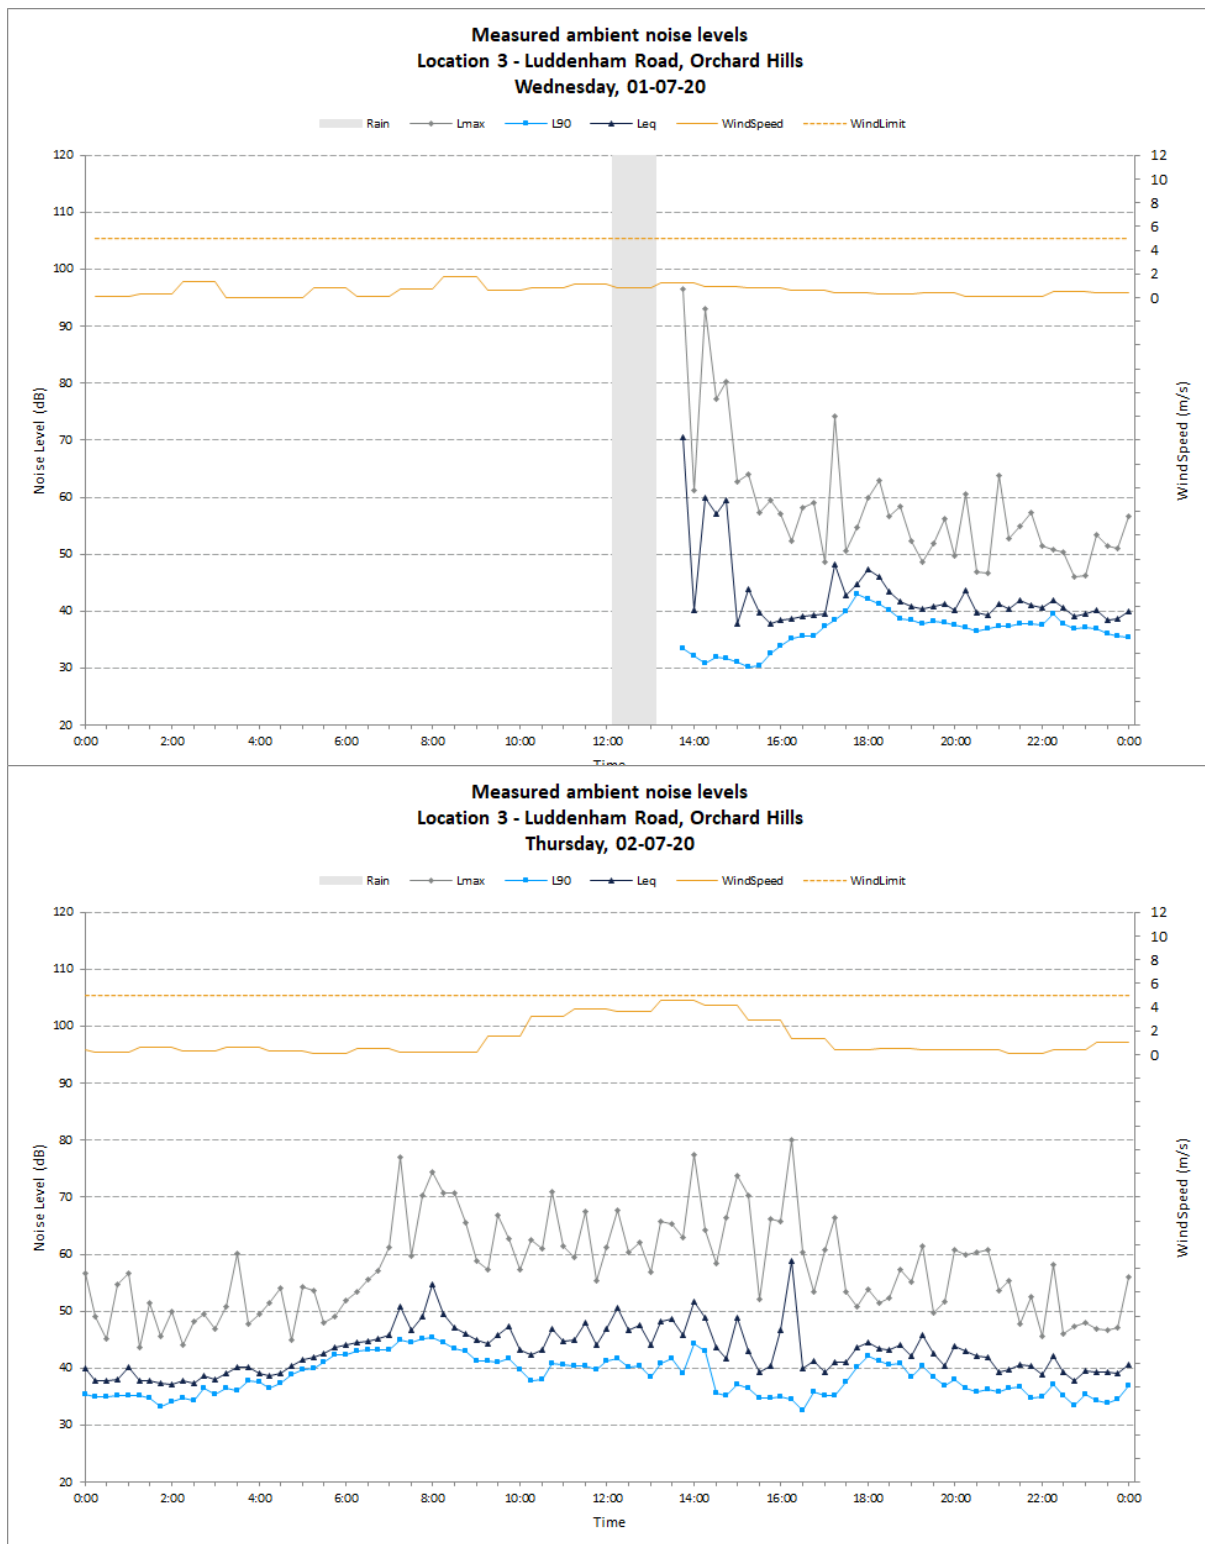 Measured ambient noise levels
Location 3 - Luddenham Road, Orchard Hills
Wednesday, 01-07-20
Rain Lmax L90 Leq WindSpeed WindLimit
120 12
10
110 8
6
4
100 2
0
90
80
70
60
50
40
30
20
Noise Level (dB)
WindSpeed (m/s)
0:00 2:00 4:00 6:00 8:00 10:00 12:00 14:00 16:00 18:00 20:00 22:00 0:00
Time
Measured ambient noise levels
Location 3 - Luddenham Road, Orchard Hills
Thursday, 02-07-20
Rain Lmax L90 Leq WindSpeed WindLimit
120 12
10
110 8
6
4
100 2
0
90
80
70
60
50
40
30
20
Noise Level (dB)
WindSpeed (m/s)
0:00 2:00 4:00 6:00 8:00 10:00 12:00 14:00 16:00 18:00 20:00 22:00 0:00
Time